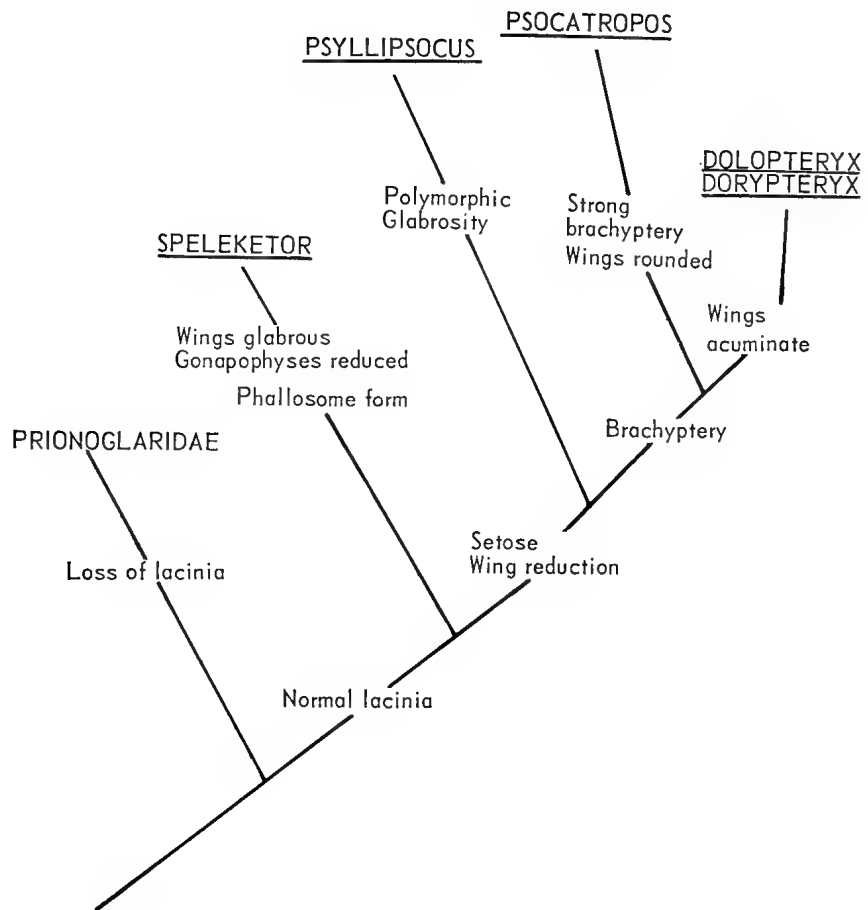 PSOCATROPOS
PSYLLIPSOCUS
DOLOPTERYX
DORYPTERYX
Polymorphic
Glabrosity
Strong
brachyptery
Wings rounded
SPELEKETOR
Wings
acuminate
Wings glabrous
Gonapophyses reduced
Phallosome form
Brachyptery
PRIONOGLARIDAE
Setose
Wing reduction
Loss of lacinia
Normal lacinia